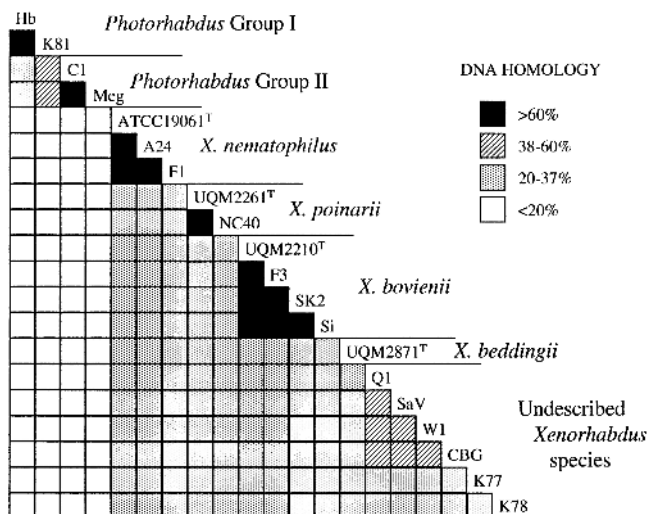 Hb
Photorhabdus Group I
K81
C1
Photorhabdus Group II
Mcg
ATCC19061ᵀ
A24
X. nematophilus
F1
UQM2261ᵀ
X. poinarii
NC40
UQM2210ᵀ
F3
X. bovienii
SK2
Si
UQM2871ᵀ
X. beddingii
Q1
SaV
W1
CBG
K77
K78
Undescribed
Xenorhabdus
species
DNA HOMOLOGY
>60%
38-60%
20-37%
<20%